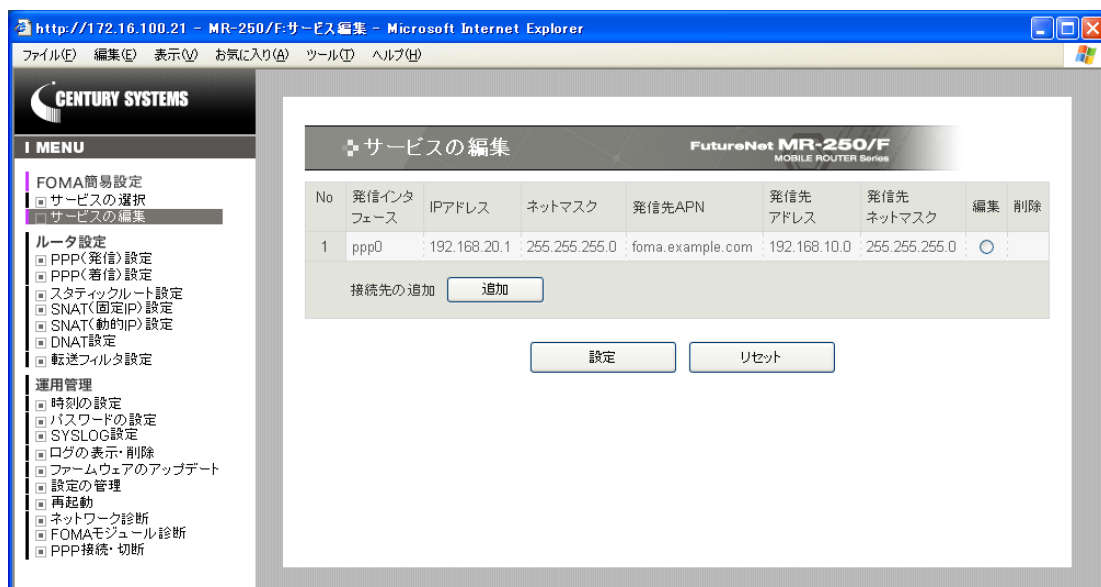 http://172.16.100.21 - MR-250/F:サービス編集 - Microsoft Internet Explorer
ファイル(F) 編集(E) 表示(V) お気に入り(A) ツール(T) ヘルプ(H)
CENTURY SYSTEMS
MENU
FOMA簡易設定
サービスの選択
サービスの編集
ルータ設定
PPP(発信)設定
PPP(着信)設定
スタティックルート設定
SNAT(固定IP)設定
SNAT(動的IP)設定
DNAT設定
転送フィルタ設定
運用管理
時刻の設定
パスワードの設定
SYSLOG設定
ログの表示・削除
ファームウェアのアップデート
設定の管理
再起動
ネットワーク診断
FOMAモジュール診断
PPP接続・切断
サービスの編集
FutureNet MR-250/F
MOBILE ROUTER Series
No 発信インタフェース IPアドレス ネットマスク 発信先APN 発信先アドレス 発信先ネットマスク 編集 削除
1 ppp0 192.168.20.1 255.255.255.0 foma.example.com 192.168.10.0 255.255.255.0
接続先の追加 追加
設定 リセット